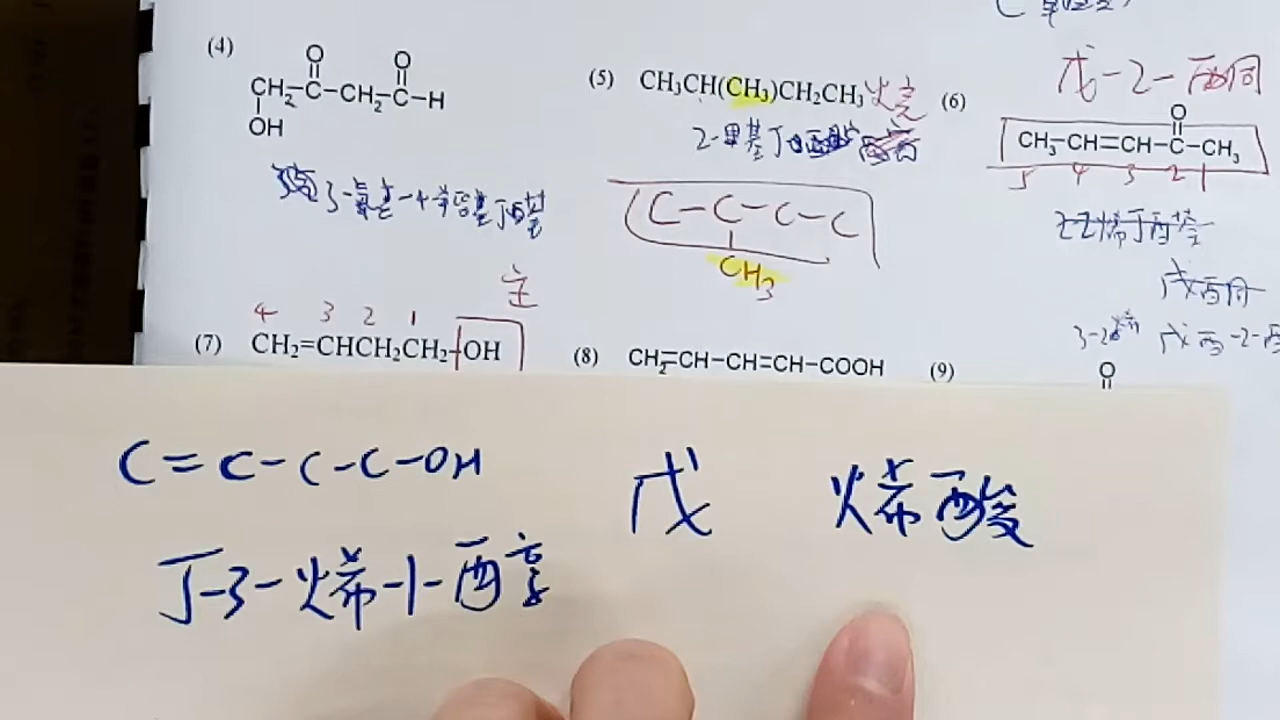 (4)
O O
CH2-C-CH2-C-H
OH
(5) CH3CH(CH3)CH2CH3 烷
2-甲基丁
C-C-C-C
CH3
(6)
戊-2-酮
O
CH3-CH=CH-C-CH3
5 4 3 2 1
戊酮
主
4 3 2 1
(7) CH2=CHCH2CH2-OH
(8) CH2=CH-CH=CH-COOH
(9)
O
C=C-C-C-OH
丁-3-烯-1-醇
戊 烯酸